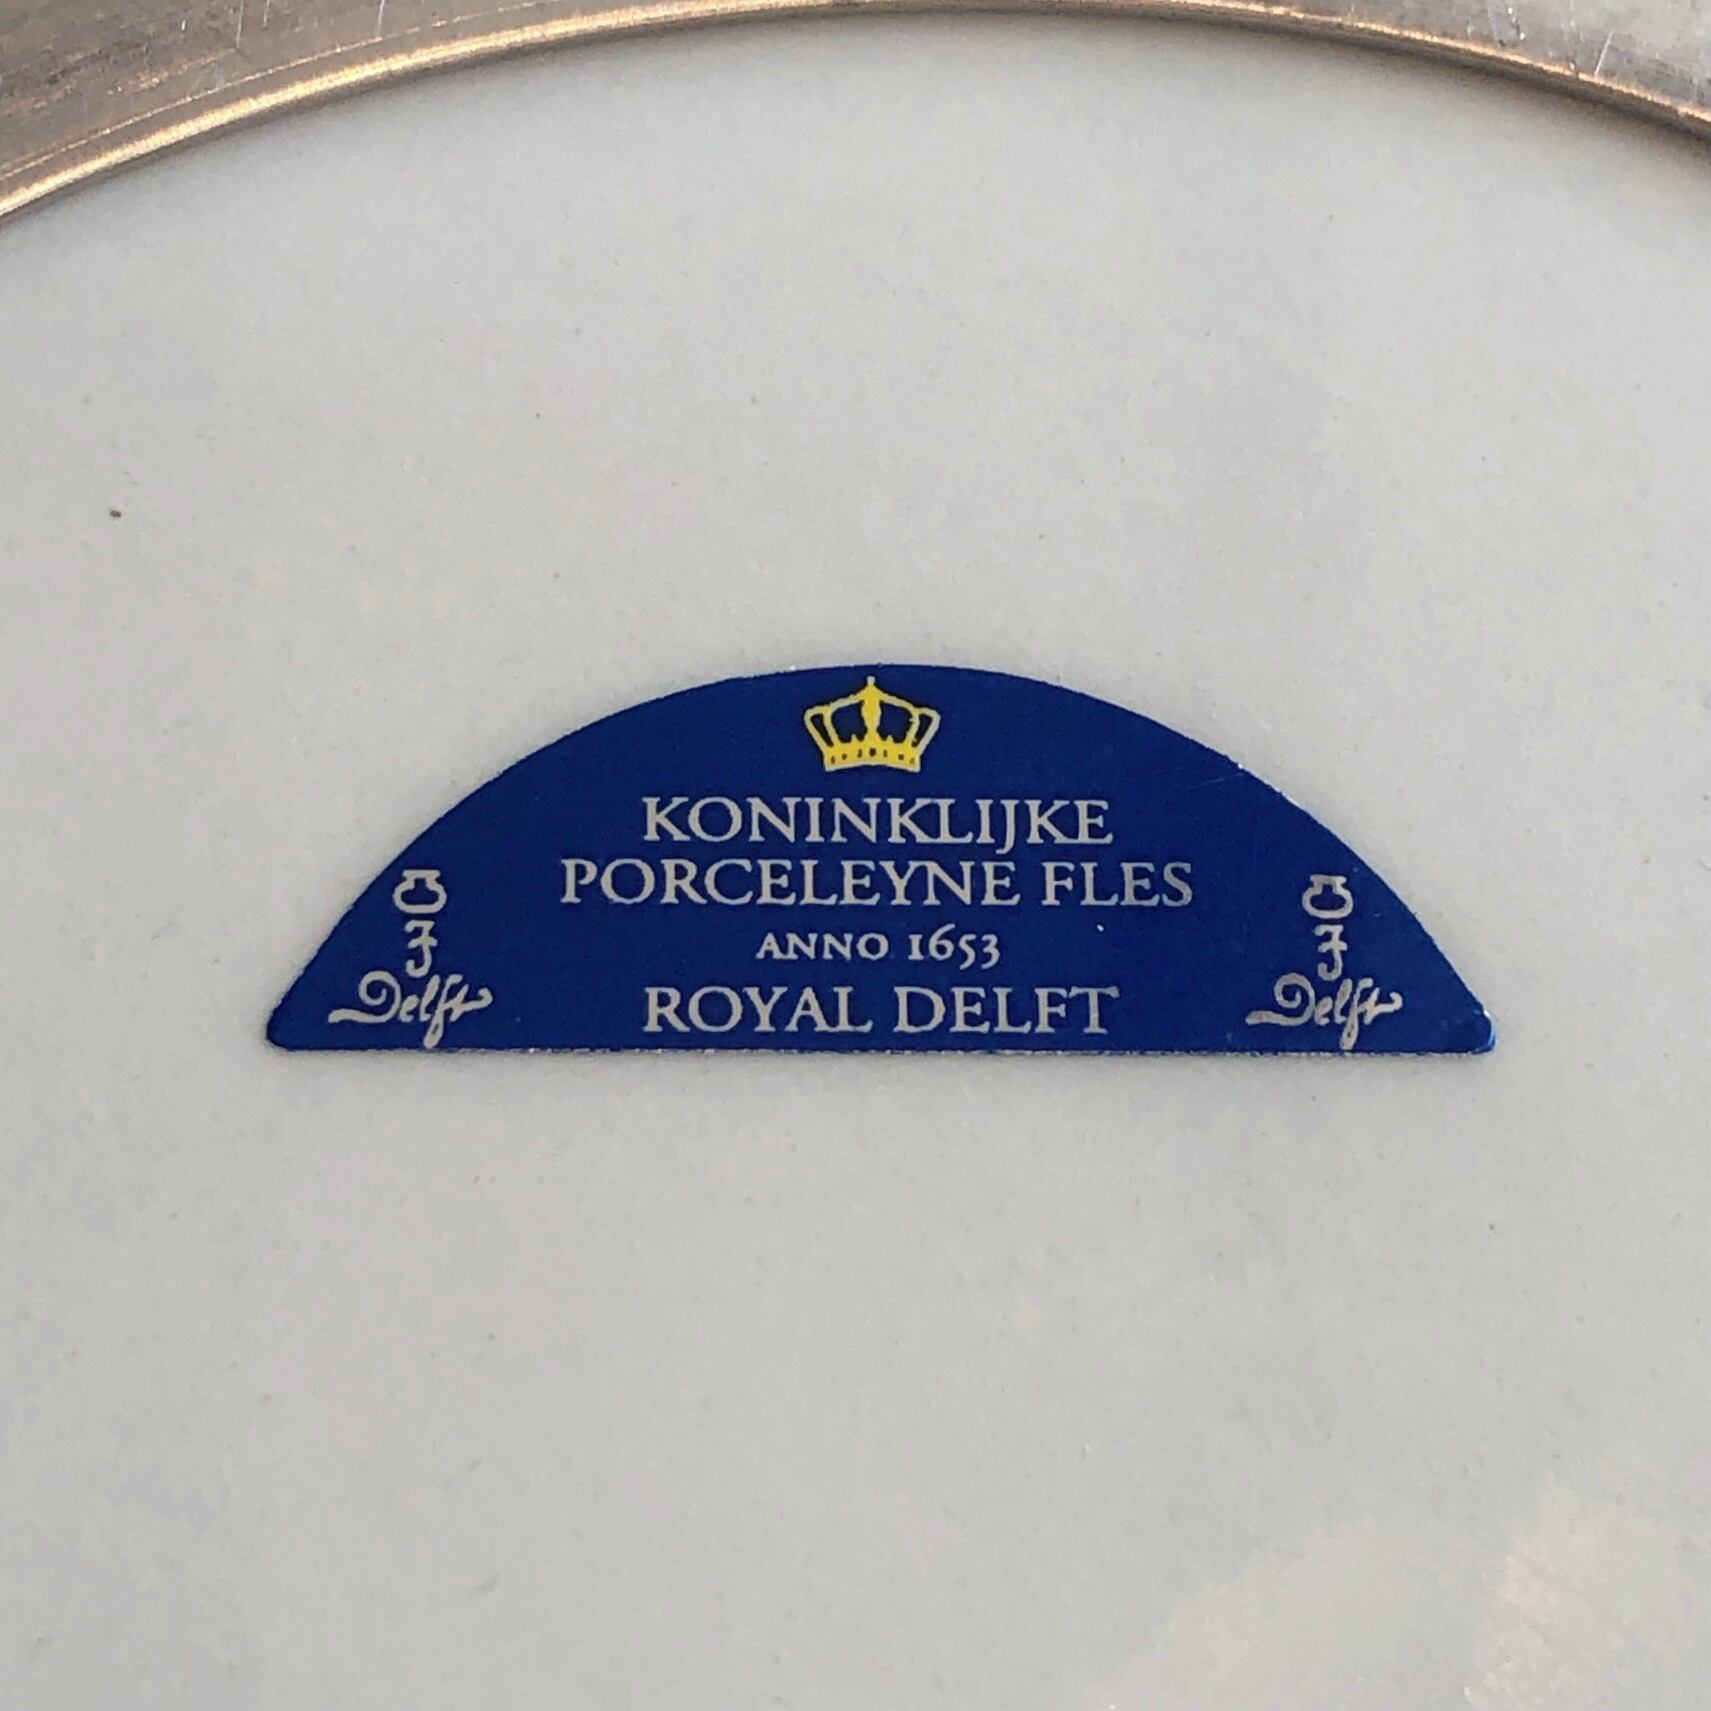 KONINKLIJKE
PORCELEYNE FLES
ANNO 1653
ROYAL DELFT
Delft
Delft